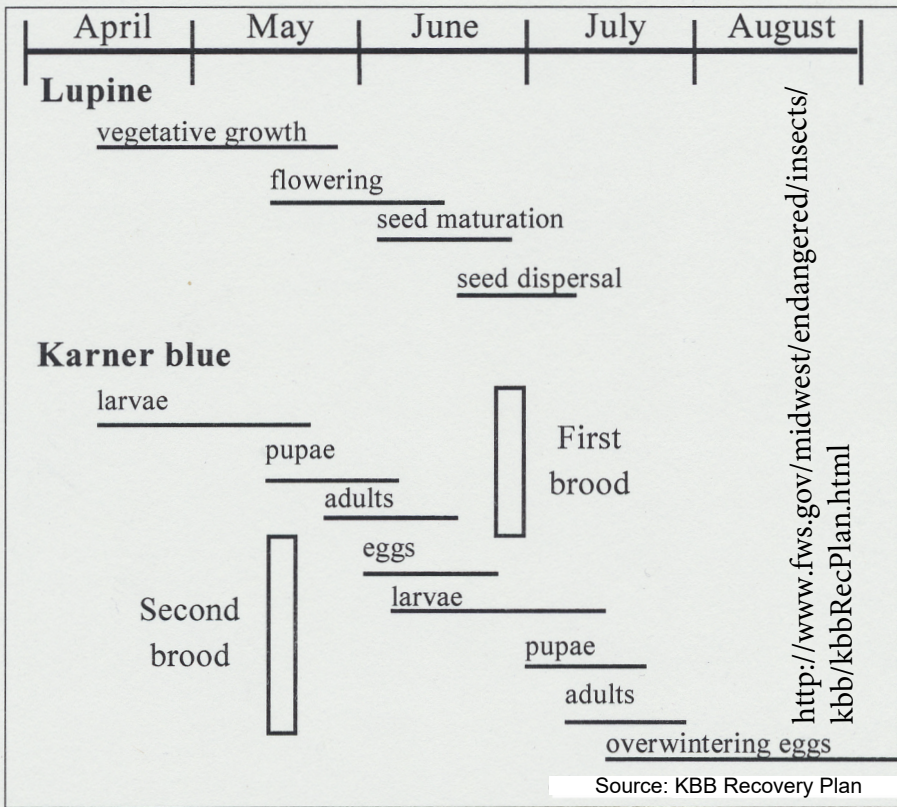 April May June July August
Lupine
vegetative growth
flowering
seed maturation
seed dispersal
Karner blue
larvae
pupae
adults
First
brood
eggs
larvae
Second
brood
pupae
adults
overwintering eggs
http://www.fws.gov/midwest/endangered/insects/
kbb/kbbRecPlan.html
Source: KBB Recovery Plan